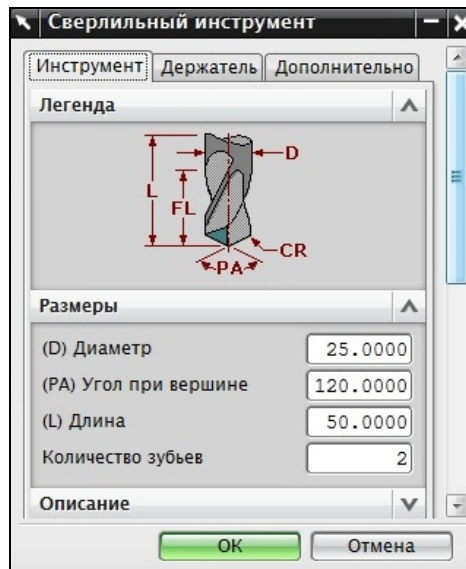 Сверлильный инструмент
Инструмент Держатель Дополнительно
Легенда
D
L
FL
CR
PA
Размеры
(D) Диаметр 25.0000
(PA) Угол при вершине 120.0000
(L) Длина 50.0000
Количество зубьев 2
Описание
ОК Отмена